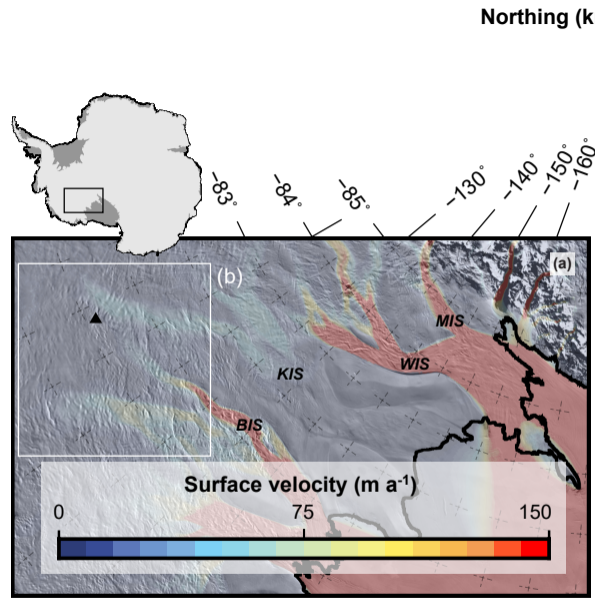 Northing (k
−83°
−84°
−85°
−130°
−140°
−150°
−160°
(a)
(b)
MIS
WIS
KIS
BIS
Surface velocity (m a-1)
0
75
150